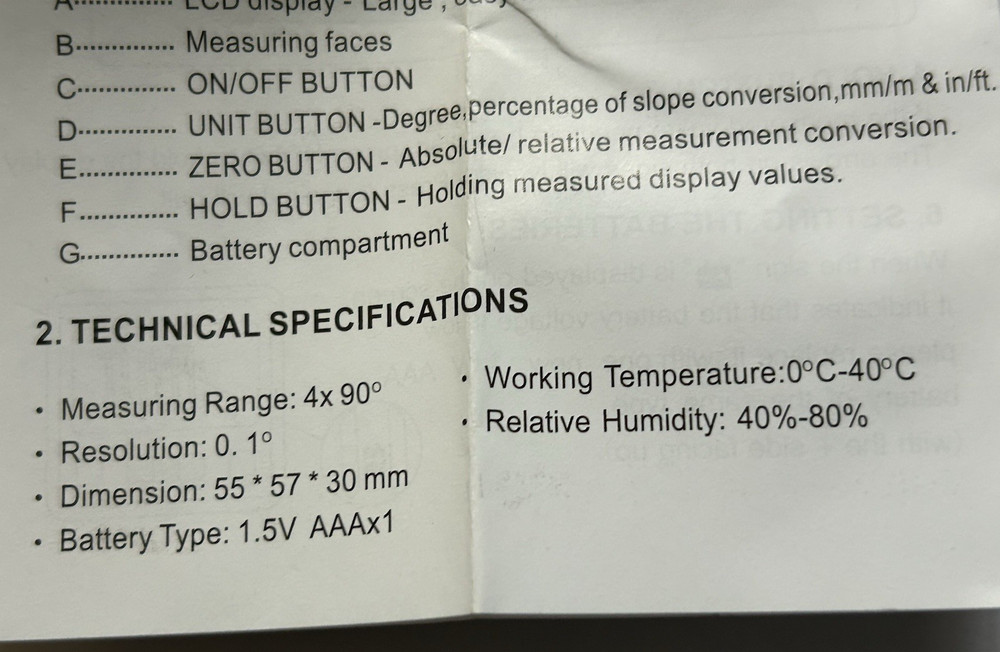 A............... LCD display - Large ,
B............... Measuring faces
C............... ON/OFF BUTTON
D............... UNIT BUTTON -Degree,percentage of slope conversion,mm/m & in/ft.
E............... ZERO BUTTON - Absolute/ relative measurement conversion.
F............... HOLD BUTTON - Holding measured display values.
G............... Battery compartment
2. TECHNICAL SPECIFICATIONS
• Measuring Range: 4x 90°
• Resolution: 0. 1°
• Dimension: 55 * 57 * 30 mm
• Battery Type: 1.5V AAAx1
• Working Temperature:0°C-40°C
• Relative Humidity: 40%-80%